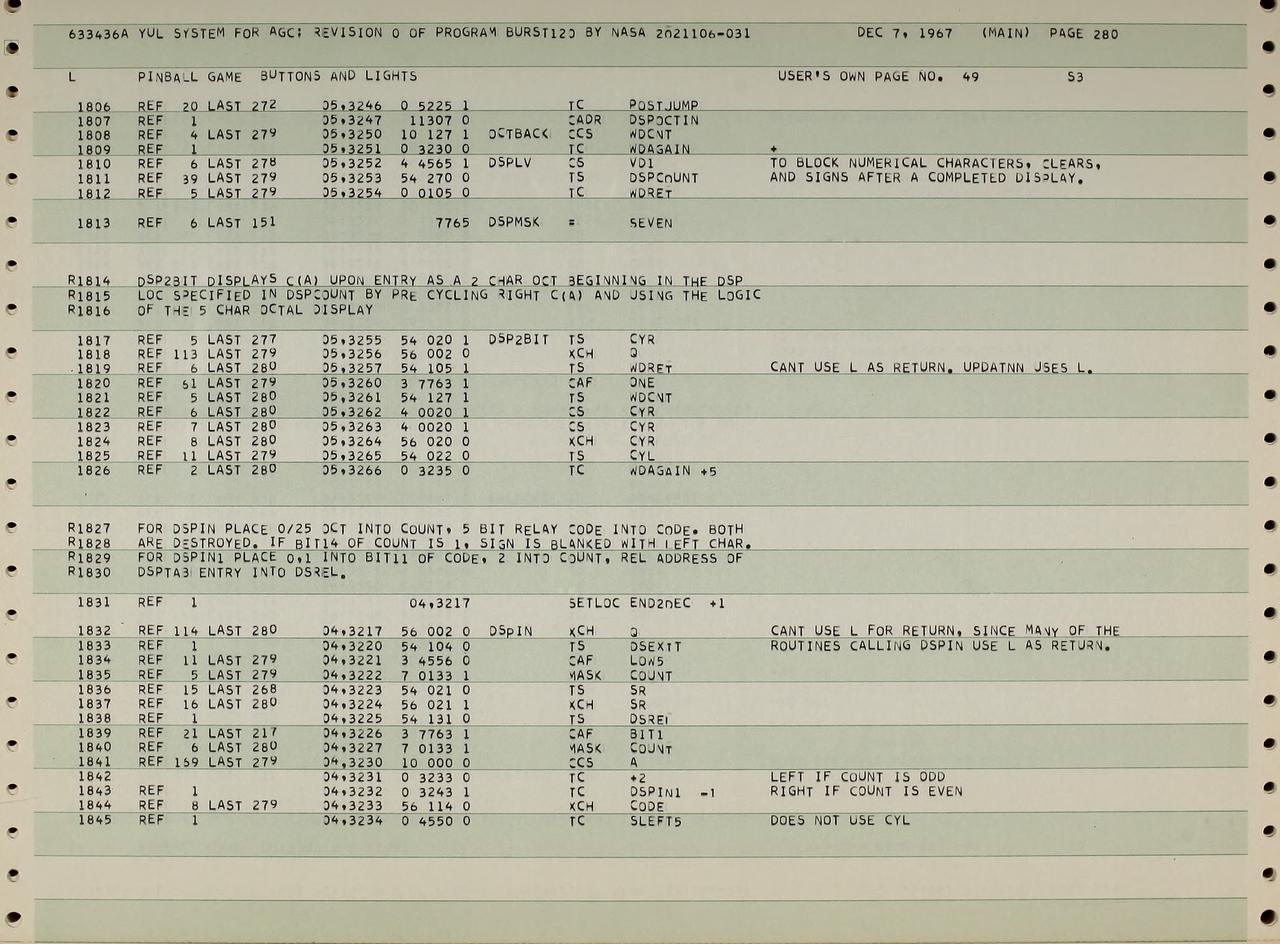 633436A YUL SYSTEM FOR AGC: REVISION 0 OF PROGRAM BURST120 BY NASA 2021106-031 DEC 7, 1967 (MAIN) PAGE 280
L PINBALL GAME BUTTONS AND LIGHTS USER'S OWN PAGE NO. 49 S3
1806 REF 20 LAST 272 05,3246 0 5225 1 TC POSTJUMP
1807 REF 1 05,3247 11307 0 CADR DSPOCTIN
1808 REF 4 LAST 279 05,3250 10 127 1 OCTBACK CCS WDCNT
1809 REF 1 05,3251 0 3230 0 TC WDAGAIN +
1810 REF 6 LAST 278 05,3252 4 4565 1 DSPLV CS VD1 TO BLOCK NUMERICAL CHARACTERS, CLEARS,
1811 REF 39 LAST 279 05,3253 54 270 0 TS DSPCOUNT AND SIGNS AFTER A COMPLETED DISPLAY.
1812 REF 5 LAST 279 05,3254 0 0105 0 TC WDRET
1813 REF 6 LAST 151 7765 DSPMSK = SEVEN
R1814 DSP2BIT DISPLAYS C(A) UPON ENTRY AS A 2 CHAR OCT BEGINNING IN THE DSP
R1815 LOC SPECIFIED IN DSPCOUNT BY PRE CYCLING RIGHT C(A) AND USING THE LOGIC
R1816 OF THE 5 CHAR OCTAL DISPLAY
1817 REF 5 LAST 277 05,3255 54 020 1 DSP2BIT TS CYR
1818 REF 113 LAST 279 05,3256 56 002 0 XCH Q
1819 REF 6 LAST 280 05,3257 54 105 1 TS WDRET CANT USE L AS RETURN. UPDATNN USES L.
1820 REF 61 LAST 279 05,3260 3 7763 1 CAF ONE
1821 REF 5 LAST 280 05,3261 54 127 1 TS WDCNT
1822 REF 6 LAST 280 05,3262 4 0020 1 CS CYR
1823 REF 7 LAST 280 05,3263 4 0020 1 CS CYR
1824 REF 8 LAST 280 05,3264 56 020 0 XCH CYR
1825 REF 11 LAST 279 05,3265 54 022 0 TS CYL
1826 REF 2 LAST 280 05,3266 0 3235 0 TC WDAGAIN +5
R1827 FOR DSPIN PLACE 0/25 OCT INTO COUNT, 5 BIT RELAY CODE INTO CODE. BOTH
R1828 ARE DESTROYED. IF BIT14 OF COUNT IS 1, SIGN IS BLANKED WITH LEFT CHAR.
R1829 FOR DSPIN1 PLACE 0,1 INTO BIT11 OF CODE, 2 INTO COUNT, REL ADDRESS OF
R1830 DSPTAB ENTRY INTO DSREL.
1831 REF 1 04,3217 SETLOC END2DEC +1
1832 REF 114 LAST 280 04,3217 56 002 0 DSPIN XCH Q CANT USE L FOR RETURN, SINCE MANY OF THE
1833 REF 1 04,3220 54 104 0 TS DSEXIT ROUTINES CALLING DSPIN USE L AS RETURN.
1834 REF 11 LAST 279 04,3221 3 4556 0 CAF LOW5
1835 REF 5 LAST 279 04,3222 7 0133 1 MASK COUNT
1836 REF 15 LAST 268 04,3223 54 021 0 TS SR
1837 REF 16 LAST 280 04,3224 56 021 1 XCH SR
1838 REF 1 04,3225 54 131 0 TS DSREL
1839 REF 21 LAST 217 04,3226 3 7763 1 CAF BIT1
1840 REF 6 LAST 280 04,3227 7 0133 1 MASK COUNT
1841 REF 169 LAST 279 04,3230 10 000 0 CCS A
1842 04,3231 0 3233 0 TC +2 LEFT IF COUNT IS ODD
1843 REF 1 04,3232 0 3243 1 TC DSPIN1 -1 RIGHT IF COUNT IS EVEN
1844 REF 8 LAST 279 04,3233 56 114 0 XCH CODE
1845 REF 1 04,3234 0 4550 0 TC SLEFT5 DOES NOT USE CYL